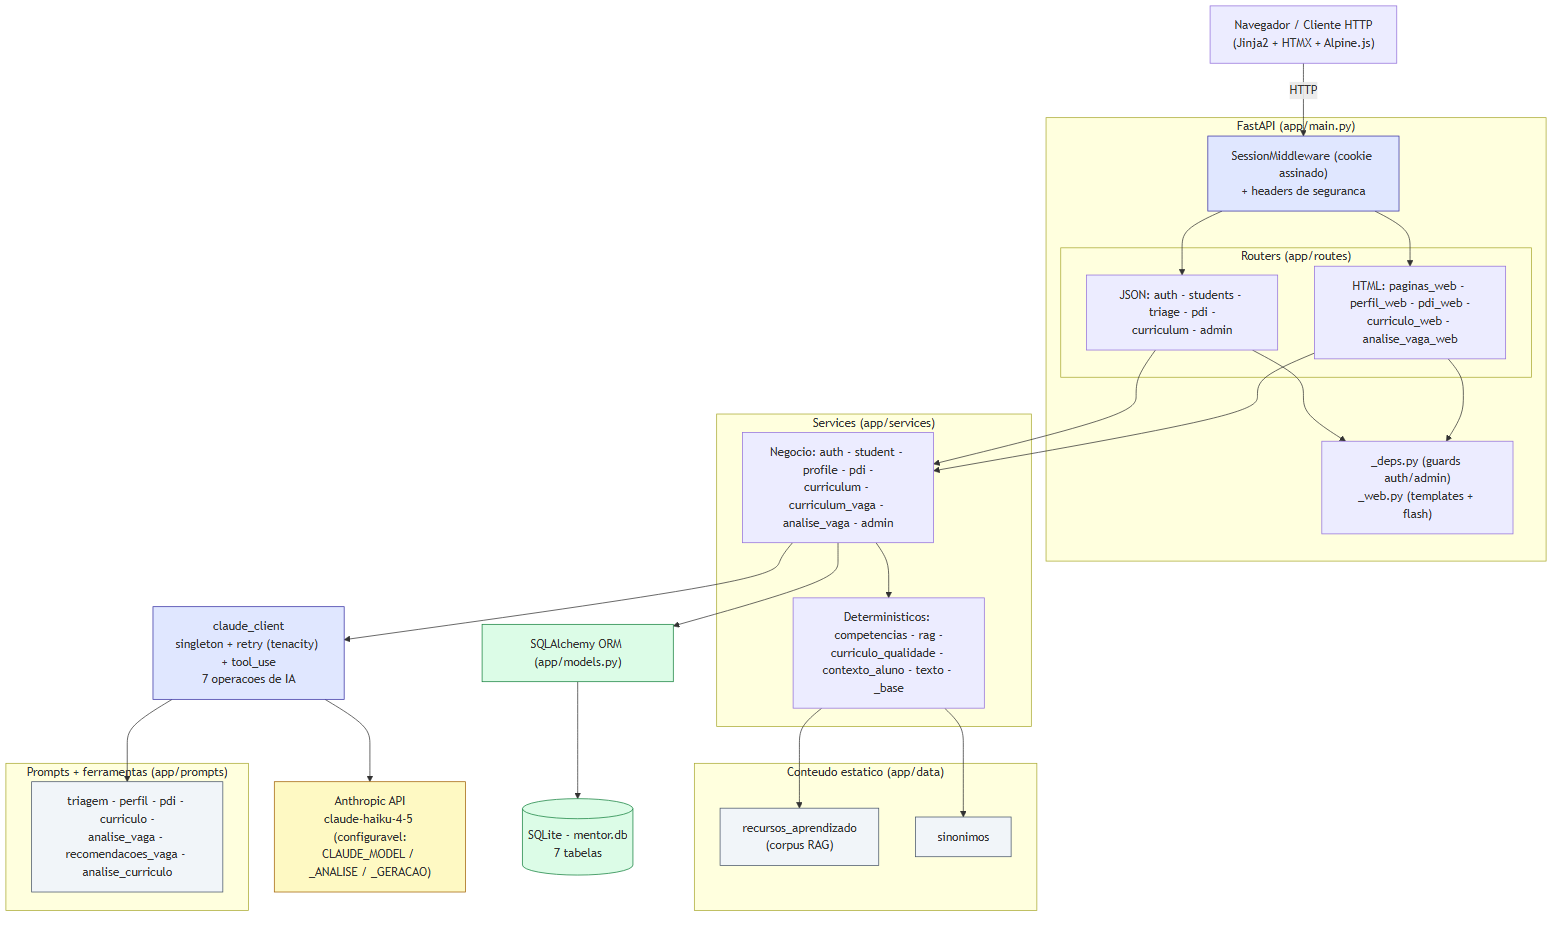 Navegador / Cliente HTTP
(Jinja2 + HTMX + Alpine.js)
HTTP
FastAPI (app/main.py)
SessionMiddleware (cookie
assinado)
+ headers de seguranca
Routers (app/routes)
JSON: auth - students -
triage - pdi -
curriculum - admin
HTML: paginas_web -
perfil_web - pdi_web -
curriculo_web -
analise_vaga_web
_deps.py (guards
auth/admin)
_web.py (templates +
flash)
Services (app/services)
Negocio: auth - student -
profile - pdi -
curriculum -
curriculum_vaga -
analise_vaga - admin
Deterministicos:
competencias - rag -
curriculo_qualidade -
contexto_aluno - texto -
_base
claude_client
singleton + retry (tenacity)
+ tool_use
7 operacoes de IA
SQLAlchemy ORM
(app/models.py)
Prompts + ferramentas (app/prompts)
triagem - perfil - pdi -
curriculo -
analise_vaga -
recomendacoes_vaga -
analise_curriculo
Anthropic API
claude-haiku-4-5
(configuravel:
CLAUDE_MODEL /
_ANALISE / _GERACAO)
SQLite - mentor.db
7 tabelas
Conteudo estatico (app/data)
recursos_aprendizado
(corpus RAG)
sinonimos